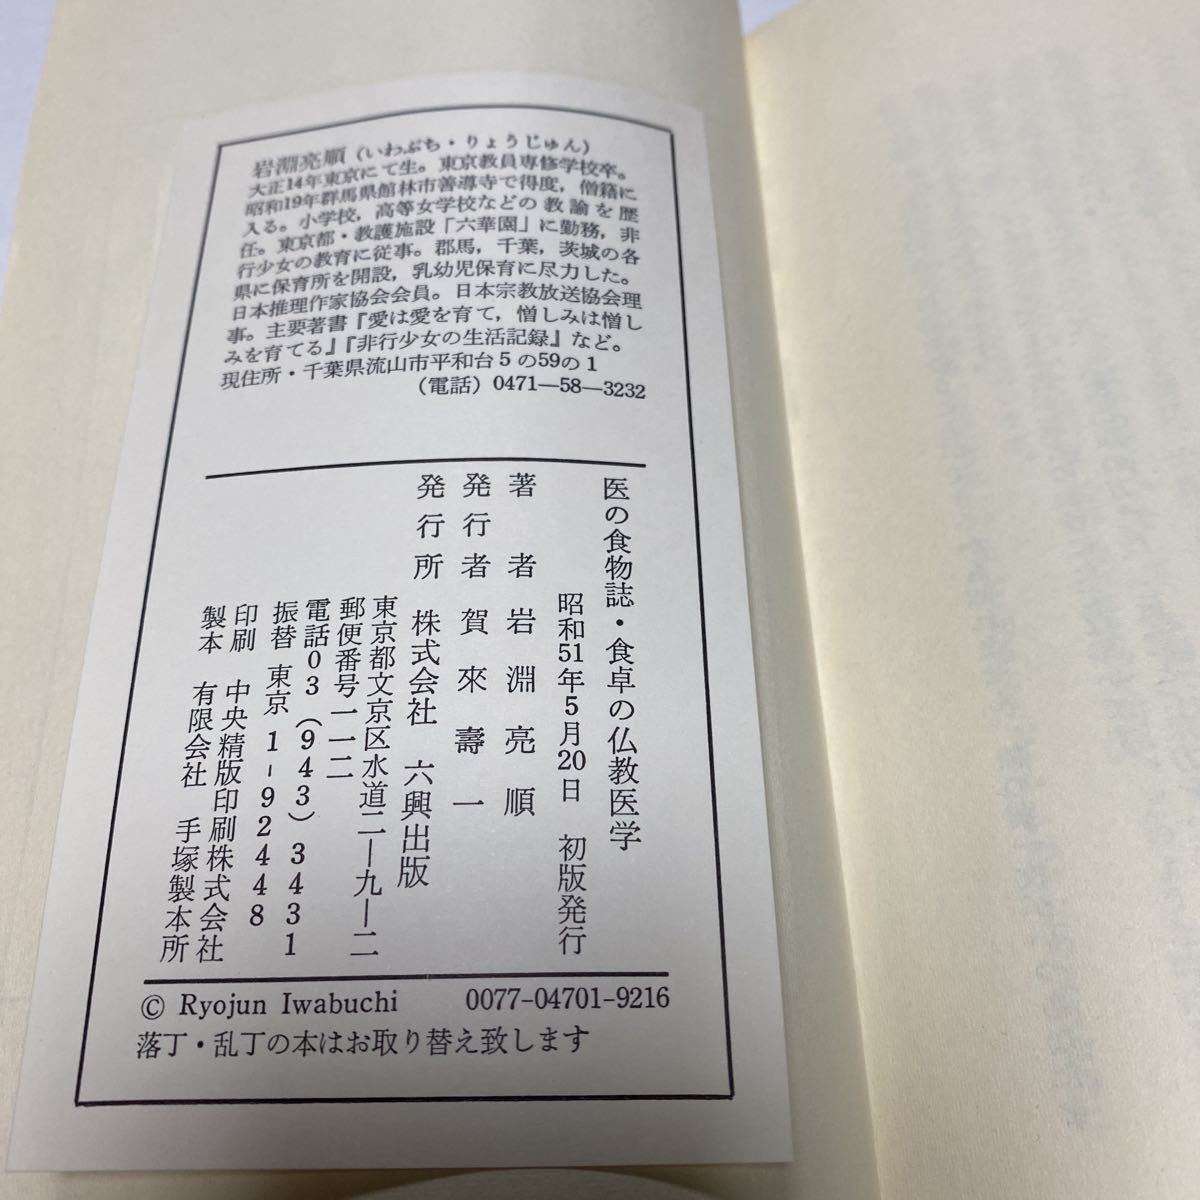 岩淵亮順(いわぶち・りょうじゅん)
大正14年東京にて生。東京教員専修学校卒。
昭和19年群馬県館林市善導寺で得度，僧籍に
入る。小学校，高等女学校などの教諭を歴
任。東京都・教護施設「六華園」に勤務，非
行少女の教育に従事。郡馬，千葉，茨城の各
県に保育所を開設，乳幼児保育に尽力した。
日本推理作家協会会員。日本宗教放送協会理
事。主要著書『愛は愛を育て，憎しみは憎し
みを育てる』『非行少女の生活記録』など。
現住所・千葉県流山市平和台5の59の1
(電話) 0471—58—3232
医の食物誌・食卓の仏教医学
昭和51年5月20日 初版発行
著者 岩淵亮順
発行者 賀來壽一
発行所 株式会社 六興出版
東京都文京区水道二—九—二
郵便番号一一二
電話03(943)3431
振替 東京1-92448
印刷 中央精版印刷株式会社
製本 有限会社 手塚製本所
© Ryojun Iwabuchi 0077-04701-9216
落丁・乱丁の本はお取り替え致します